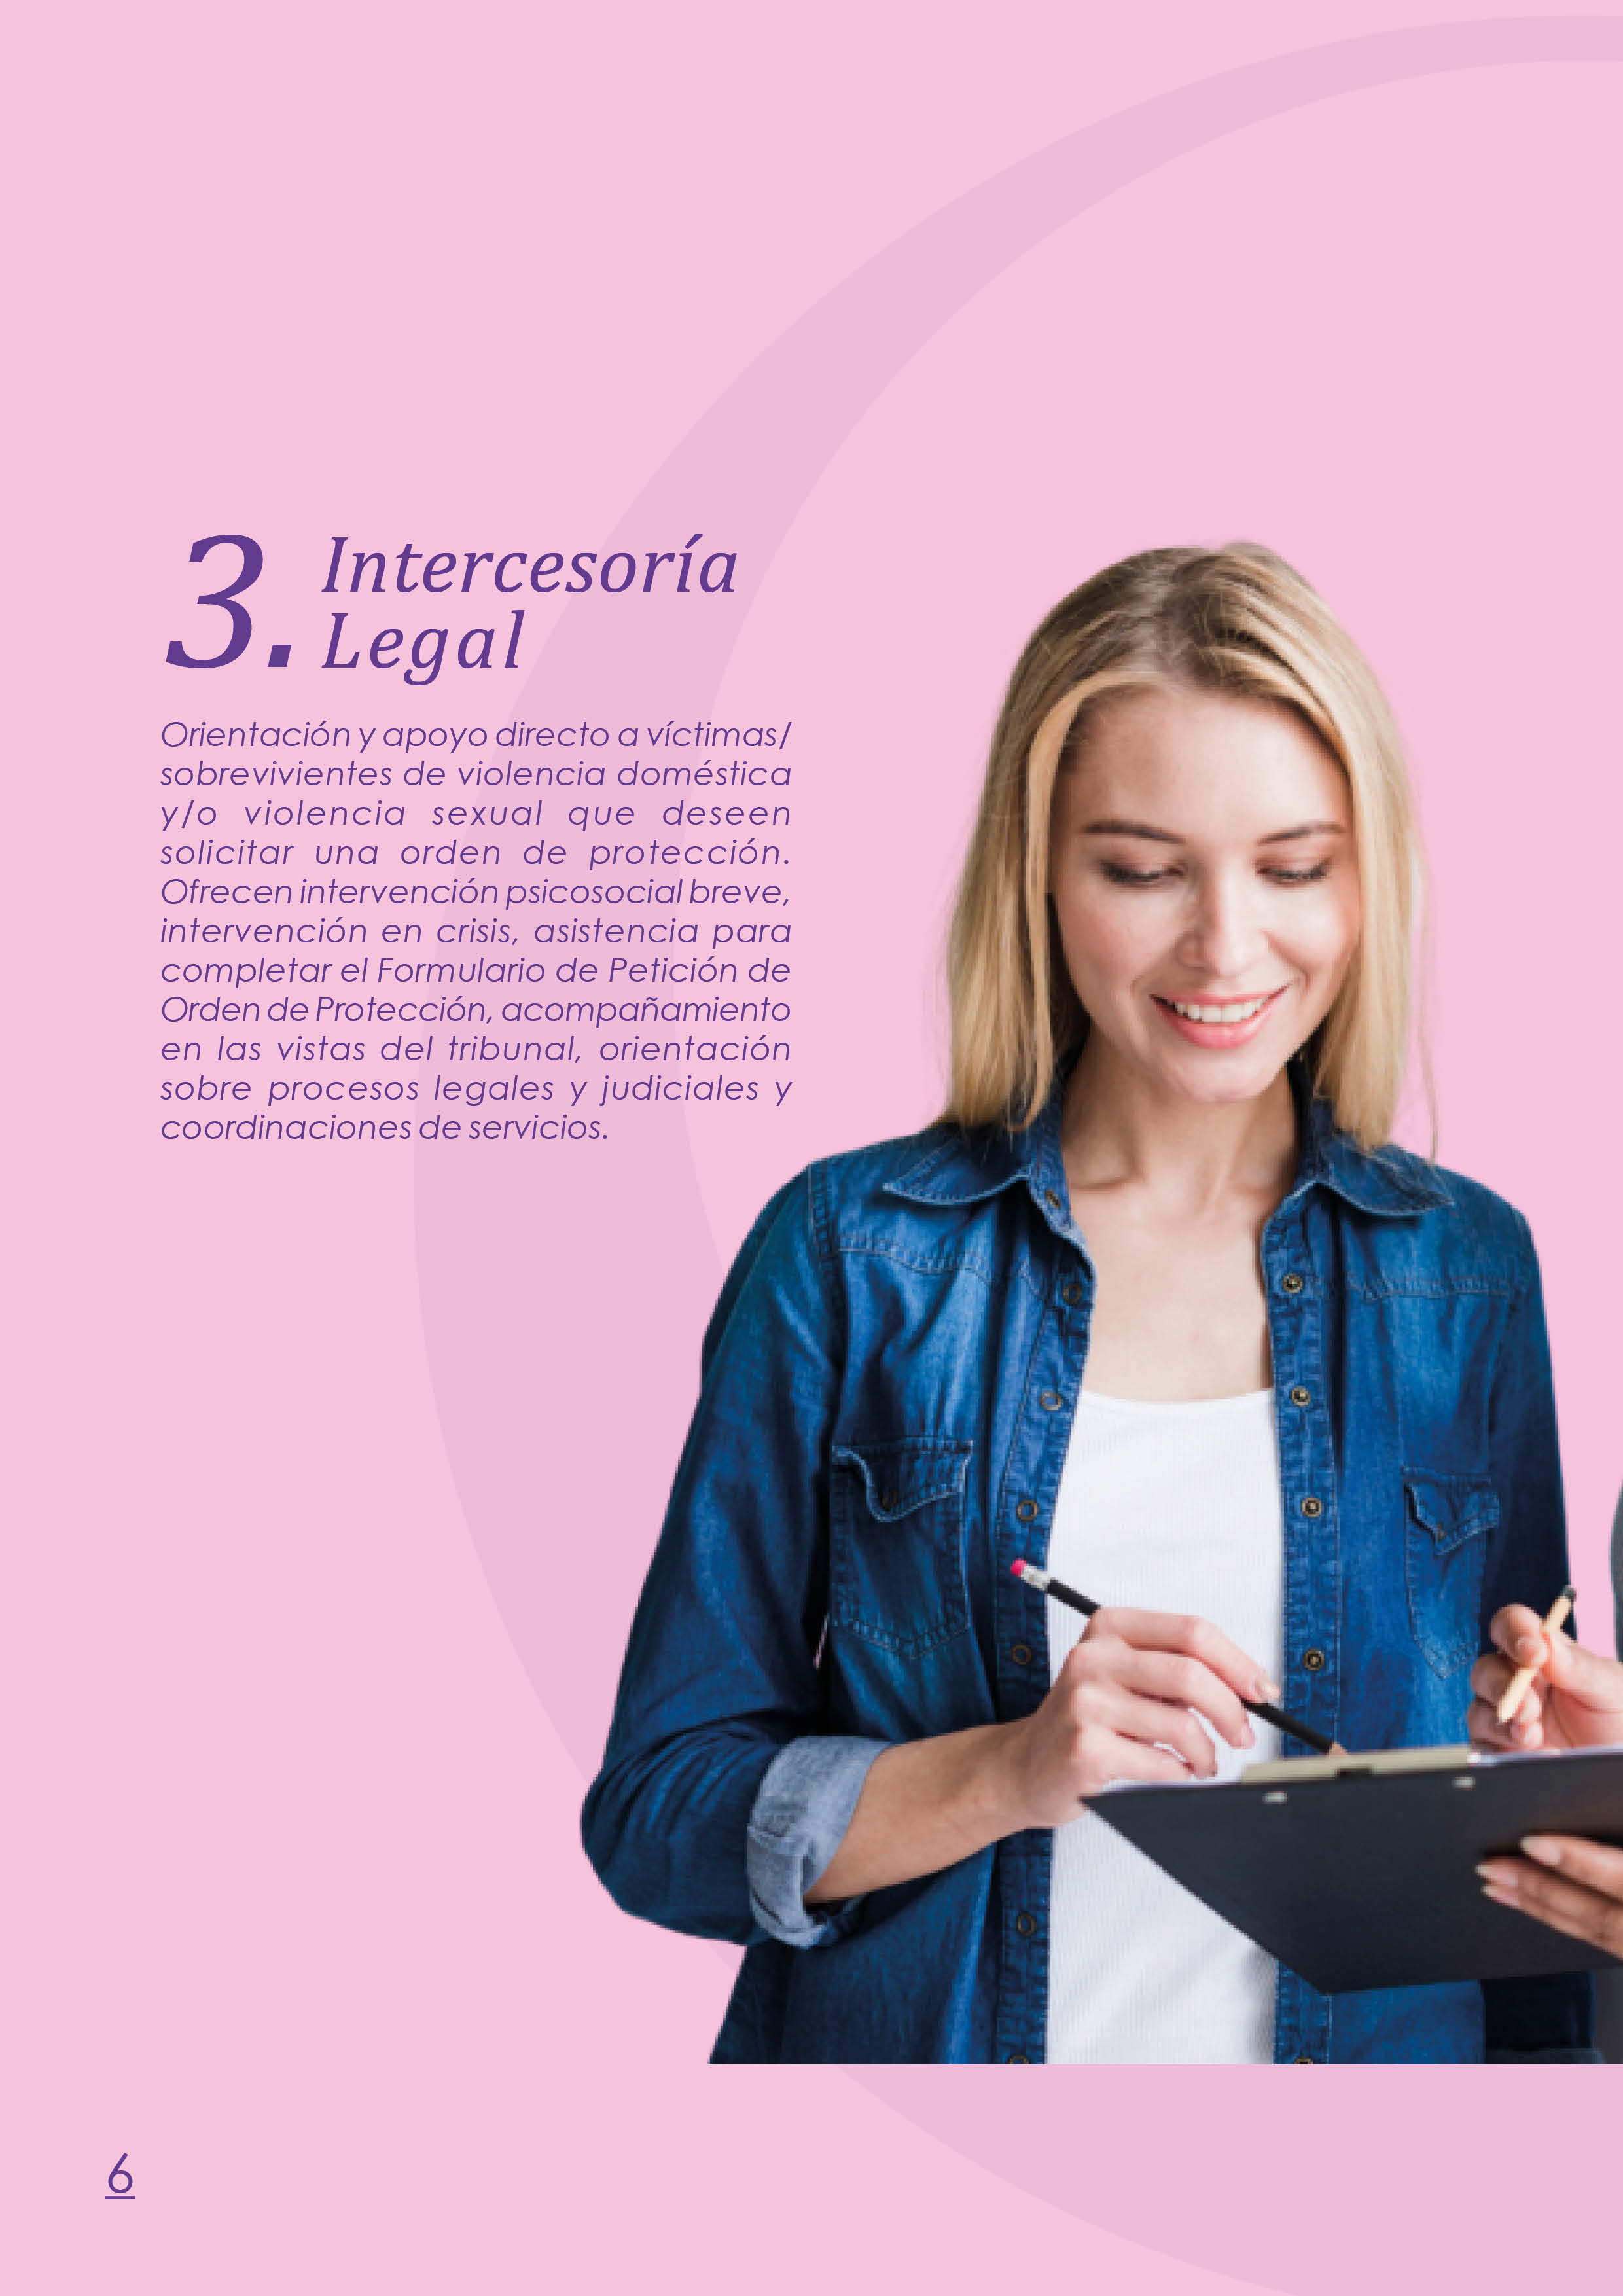 3. Intercesoría
Legal
Orientación y apoyo directo a víctimas/
sobrevivientes de violencia doméstica
y/o violencia sexual que deseen
solicitar una orden de protección.
Ofrecen intervención psicosocial breve,
intervención en crisis, asistencia para
completar el Formulario de Petición de
Orden de Protección, acompañamiento
en las vistas del tribunal, orientación
sobre procesos legales y judiciales y
coordinaciones de servicios.
6